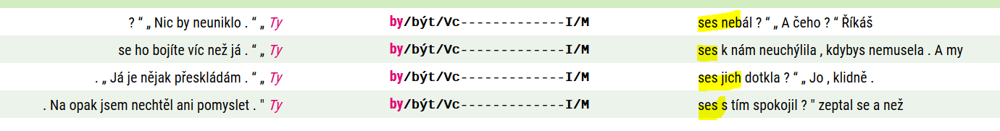 ? “ „ Nic by neuniklo . “ „ Ty by/být/Vc-------------I/M ses nebál ? “ „ A čeho ? “ Říkáš
se ho bojíte víc než já . “ „ Ty by/být/Vc-------------I/M ses k nám neuchýlila , kdybys nemusela . A my
. „ Já je nějak přeskládám . “ „ Ty by/být/Vc-------------I/M ses jich dotkla ? “ „ Jo , klidně .
. Na opak jsem nechtěl ani pomyslet . " Ty by/být/Vc-------------I/M ses s tím spokojil ? " zeptal se a než